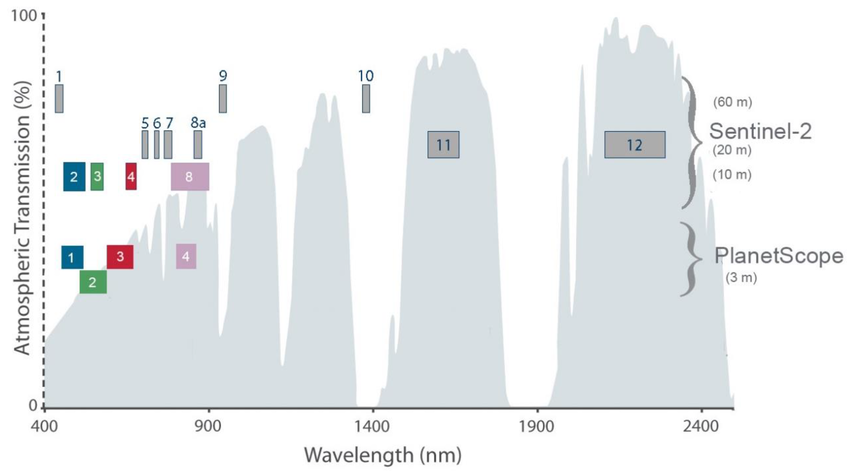 100
Atmospheric Transmission (%)
0
1
9
10
5 6 7 8a
11
12
2 3 4 8
1 3 4
2
(60 m)
Sentinel-2
(20 m)
(10 m)
PlanetScope
(3 m)
400 900 1400 1900 2400
Wavelength (nm)